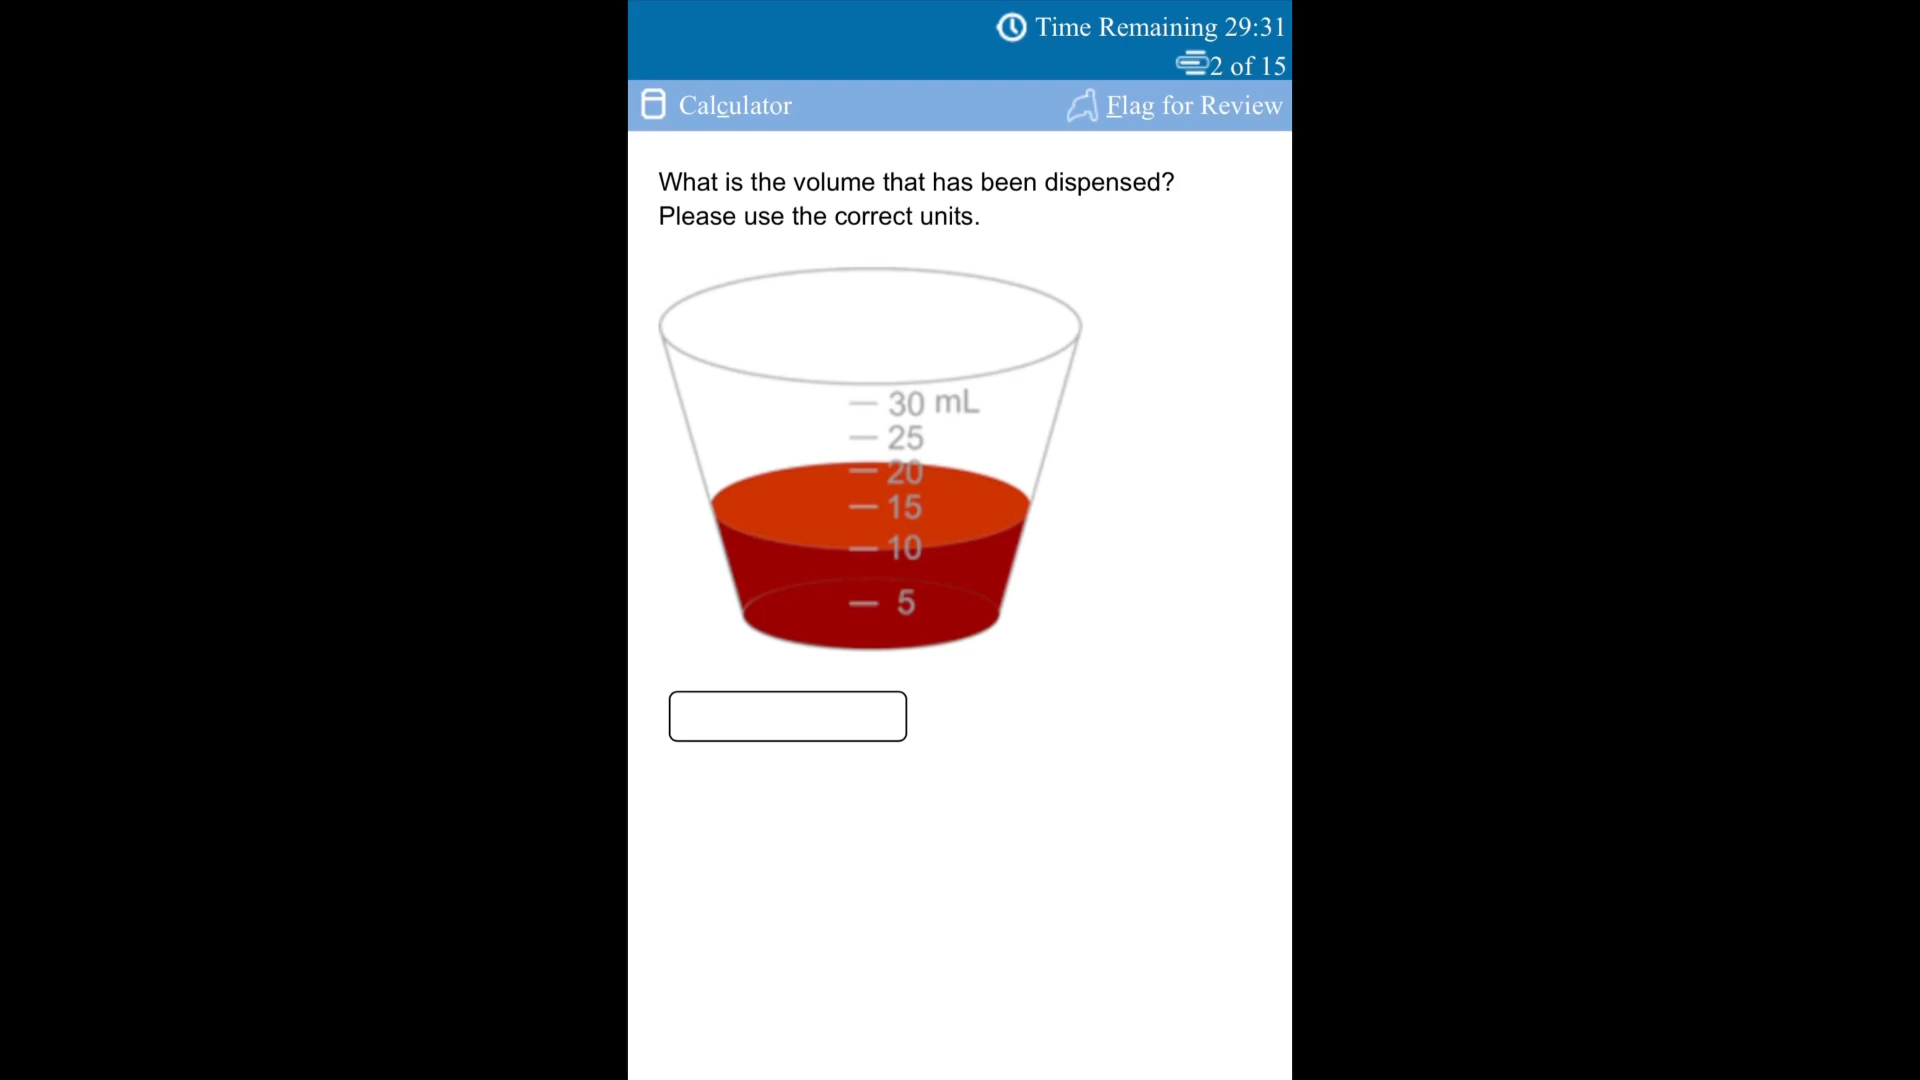 Time Remaining 29:31
2 of 15
Calculator
Flag for Review
What is the volume that has been dispensed?
Please use the correct units.
30 mL
25
20
15
10
5